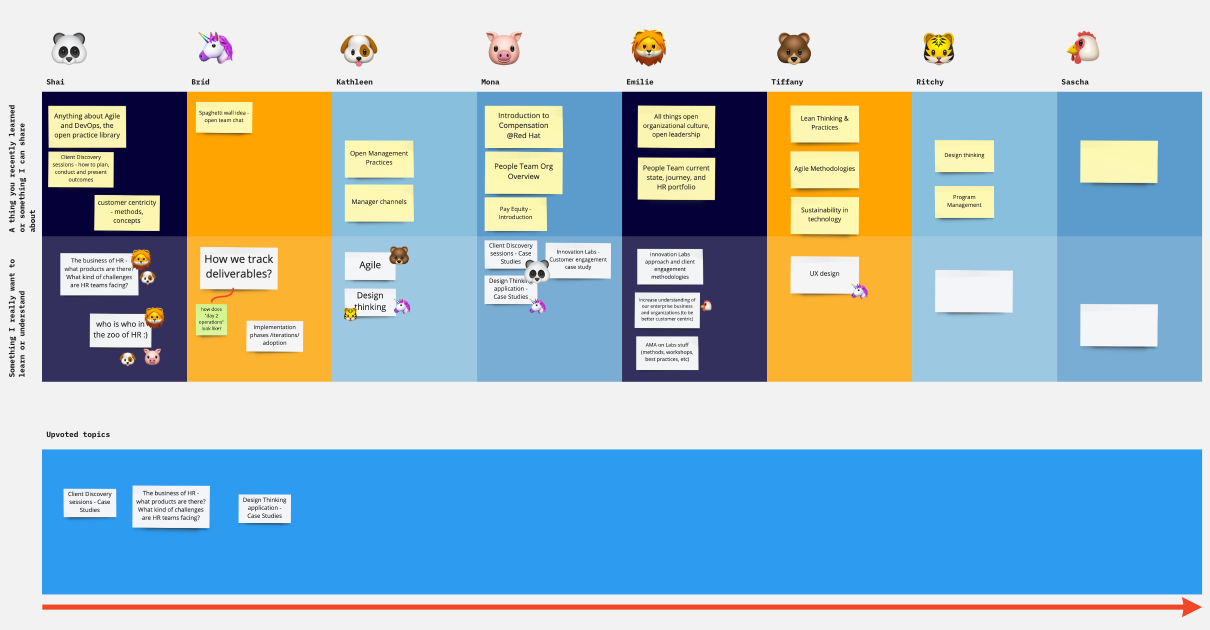 Shai
Bríd
Kathleen
Mona
Emilie
Tiffany
Ritchy
Sascha
A thing you recently learned
or something I can share
about
Anything about Agile
and DevOps, the
open practice library
Client Discovery
sessions - how to plan,
conduct and present
outcomes
customer centricity
- methods,
concepts
Spaghetti wall idea -
open team chat
Open Management
Practices
Manager channels
Introduction to
Compensation
@Red Hat
People Team Org
Overview
Pay Equity -
Introduction
All things open
organizational culture,
open leadership
People Team current
state, journey, and
HR portfolio
Lean Thinking &
Practices
Agile Methodologies
Sustainability in
technology
Design thinking
Program
Management
Something I really want to
learn or understand
The business of HR -
what products are there?
What kind of challenges
are HR teams facing?
who is who in
the zoo of HR :)
How we track
deliverables?
how does
"day 2
operations"
look like?
Implementation
phases /iterations/
adoption
Agile
Design
thinking
Client Discovery
sessions - Case
Studies
Innovation Labs -
Customer engagement
case study
Design Thinking
application -
Case Studies
Innovation Labs
approach and client
engagement
methodologies
Increase understanding of
our enterprise business
and organizations (to be
better customer centric)
AMA on Labs stuff
(methods, workshops,
best practices, etc)
UX design
Upvoted topics
Client Discovery
sessions - Case
Studies
The business of HR -
what products are there?
What kind of challenges
are HR teams facing?
Design Thinking
application -
Case Studies